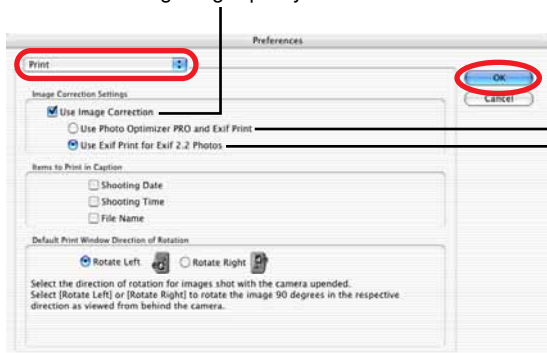 Preferences
Print
OK
Cancel
Image Correction Settings
Use Image Correction
Use Photo Optimizer PRO and Exif Print
Use Exif Print for Exif 2.2 Photos
Items to Print in Caption
Shooting Date
Shooting Time
File Name
Default Print Window Direction of Rotation
Rotate Left Rotate Right
Select the direction of rotation for images shot with the camera upended.
Select [Rotate Left] or [Rotate Right] to rotate the image 90 degrees in the respective
direction as viewed from behind the camera.